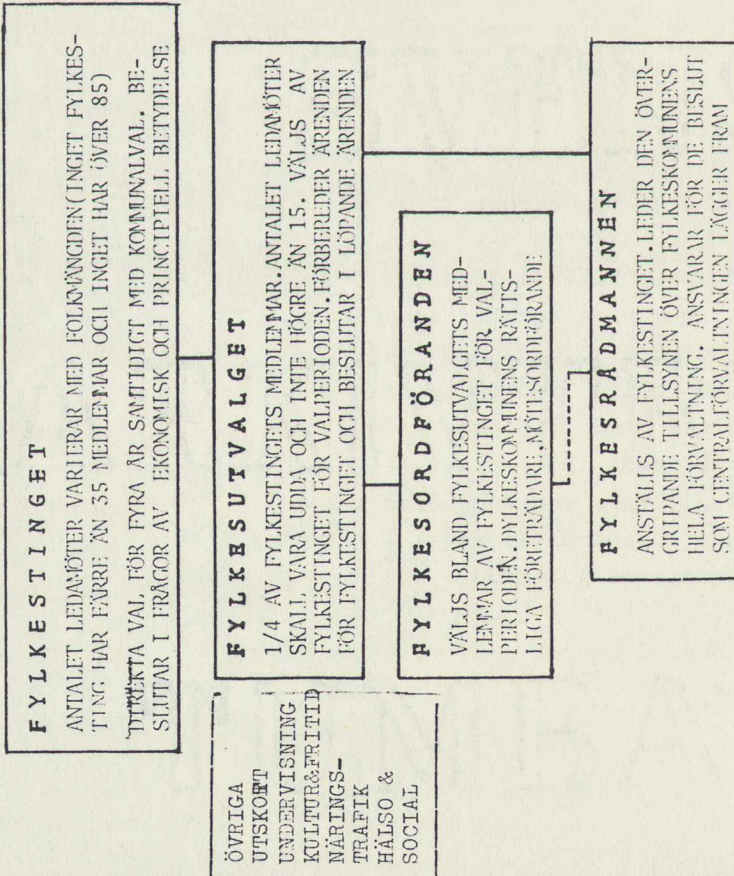 FYLKESTINGET
ANTALET LEDAMÖTER VARIERAR MED FOLKMÄNGDEN(INGET FYLKES-
TING HAR FÄRRE ÄN 35 MEDLEMMAR OCH INGET HAR ÖVER 85)
DIREKTA VAL FÖR FYRA ÅR SAMTIDIGT MED KOMMUNALVAL. BE-
SLUTAR I FRÅGOR AV EKONOMISK OCH PRINCIPIELL BETYDELSE
FYLKESUTVALGET
1/4 AV FYLKESTINGETS MEDLEMMAR.ANTALET LEDAMÖTER
SKALL VARA UDDA OCH INTE HÖGRE ÄN 15. VÄLJS AV
FYLKESTINGET FÖR VALPERIODEN.FÖRBEREDER ÄRENDEN
FÖR FYLKESTINGET OCH BESLUTAR I LÖPANDE ÄRENDEN
ÖVRIGA
UTSKOTT
UNDERVISNING
KULTUR&FRITID
NÄRINGS-
TRAFIK
HÄLSO &
SOCIAL
FYLKESORDFÖRANDEN
VÄLJS BLAND FYLKESUTVALGETS MED-
LEMMAR AV FYLKESTINGET FÖR VAL-
PERIODEN.DYLKESKOMMUNENS RÄTTS-
LIGA FÖRETRÄDARE,MÖTESORDFÖRANDE
FYLKESRÅDMANNEN
ANSTÄLLS AV FYLKESTINGET.LEDER DEN ÖVER-
GRIPANDE TILLSYNEN ÖVER FYLKESKOMMUNENS
HELA FÖRVALTNING. ANSVARAR FÖR DE BESLUT
SOM CENTRALFÖRVALTNINGEN LÄGGER FRAM